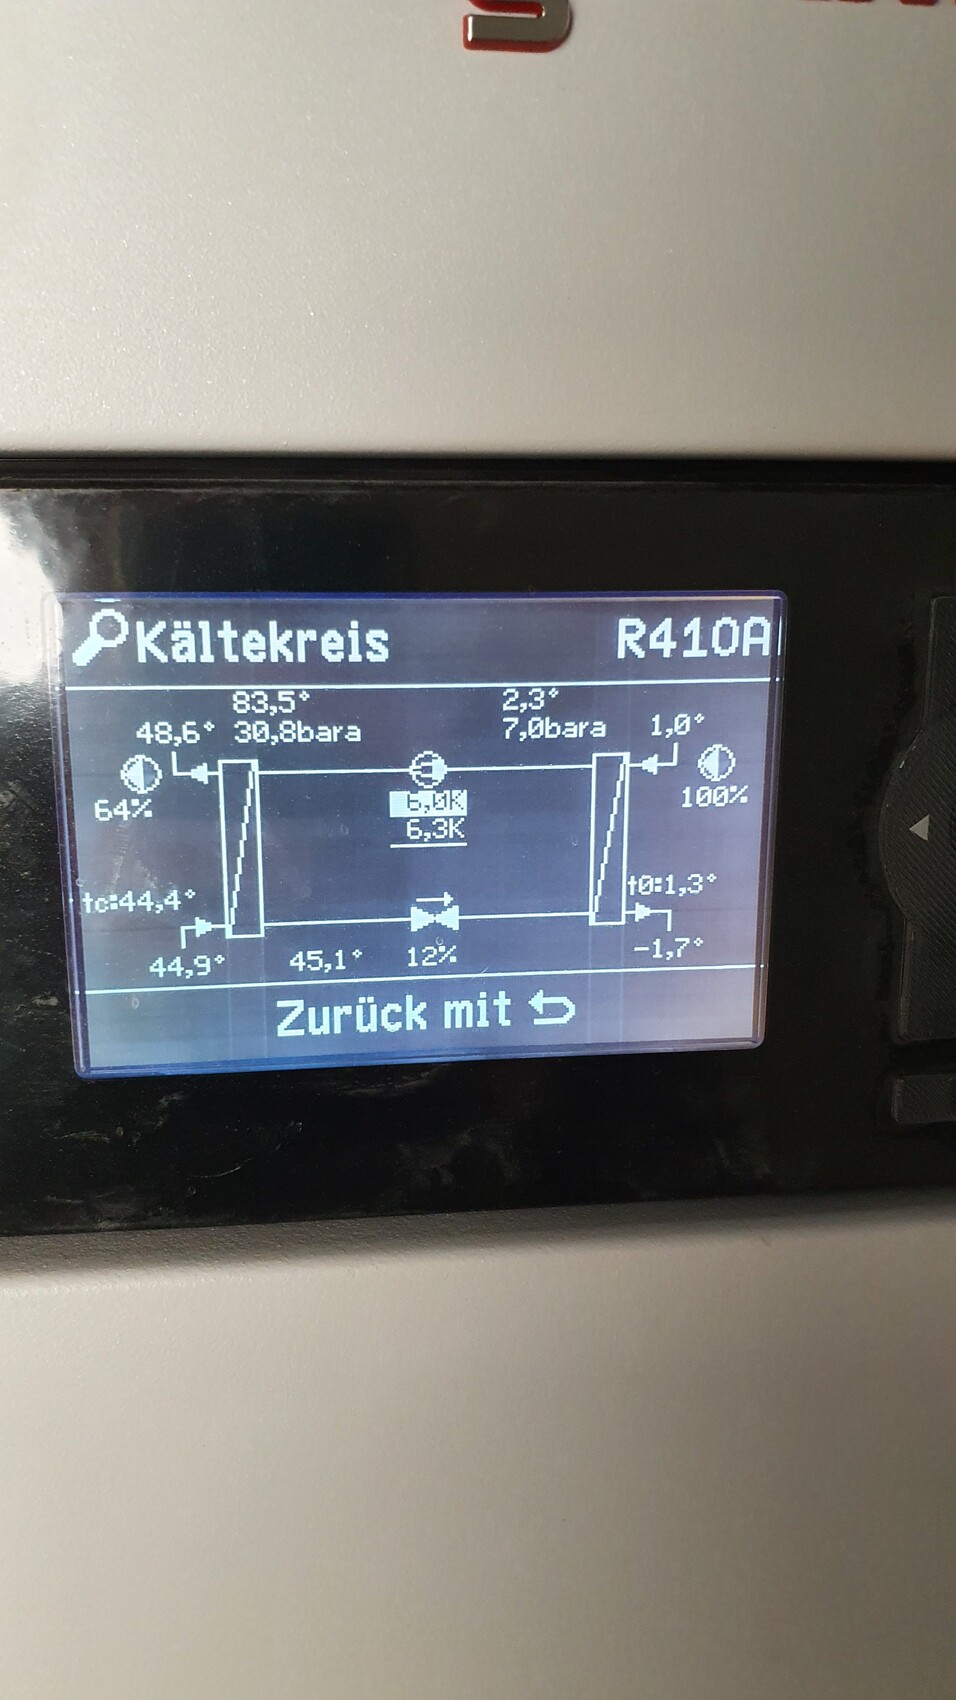 Kältekreis R410A
83,5° 2,3°
48,6° 30,8bara 7,0bara 1,0°
64% 6,0K 100%
6,3K
tc:44,4° t0:1,3°
44,9° 45,1° 12% -1,7°
Zurück mit